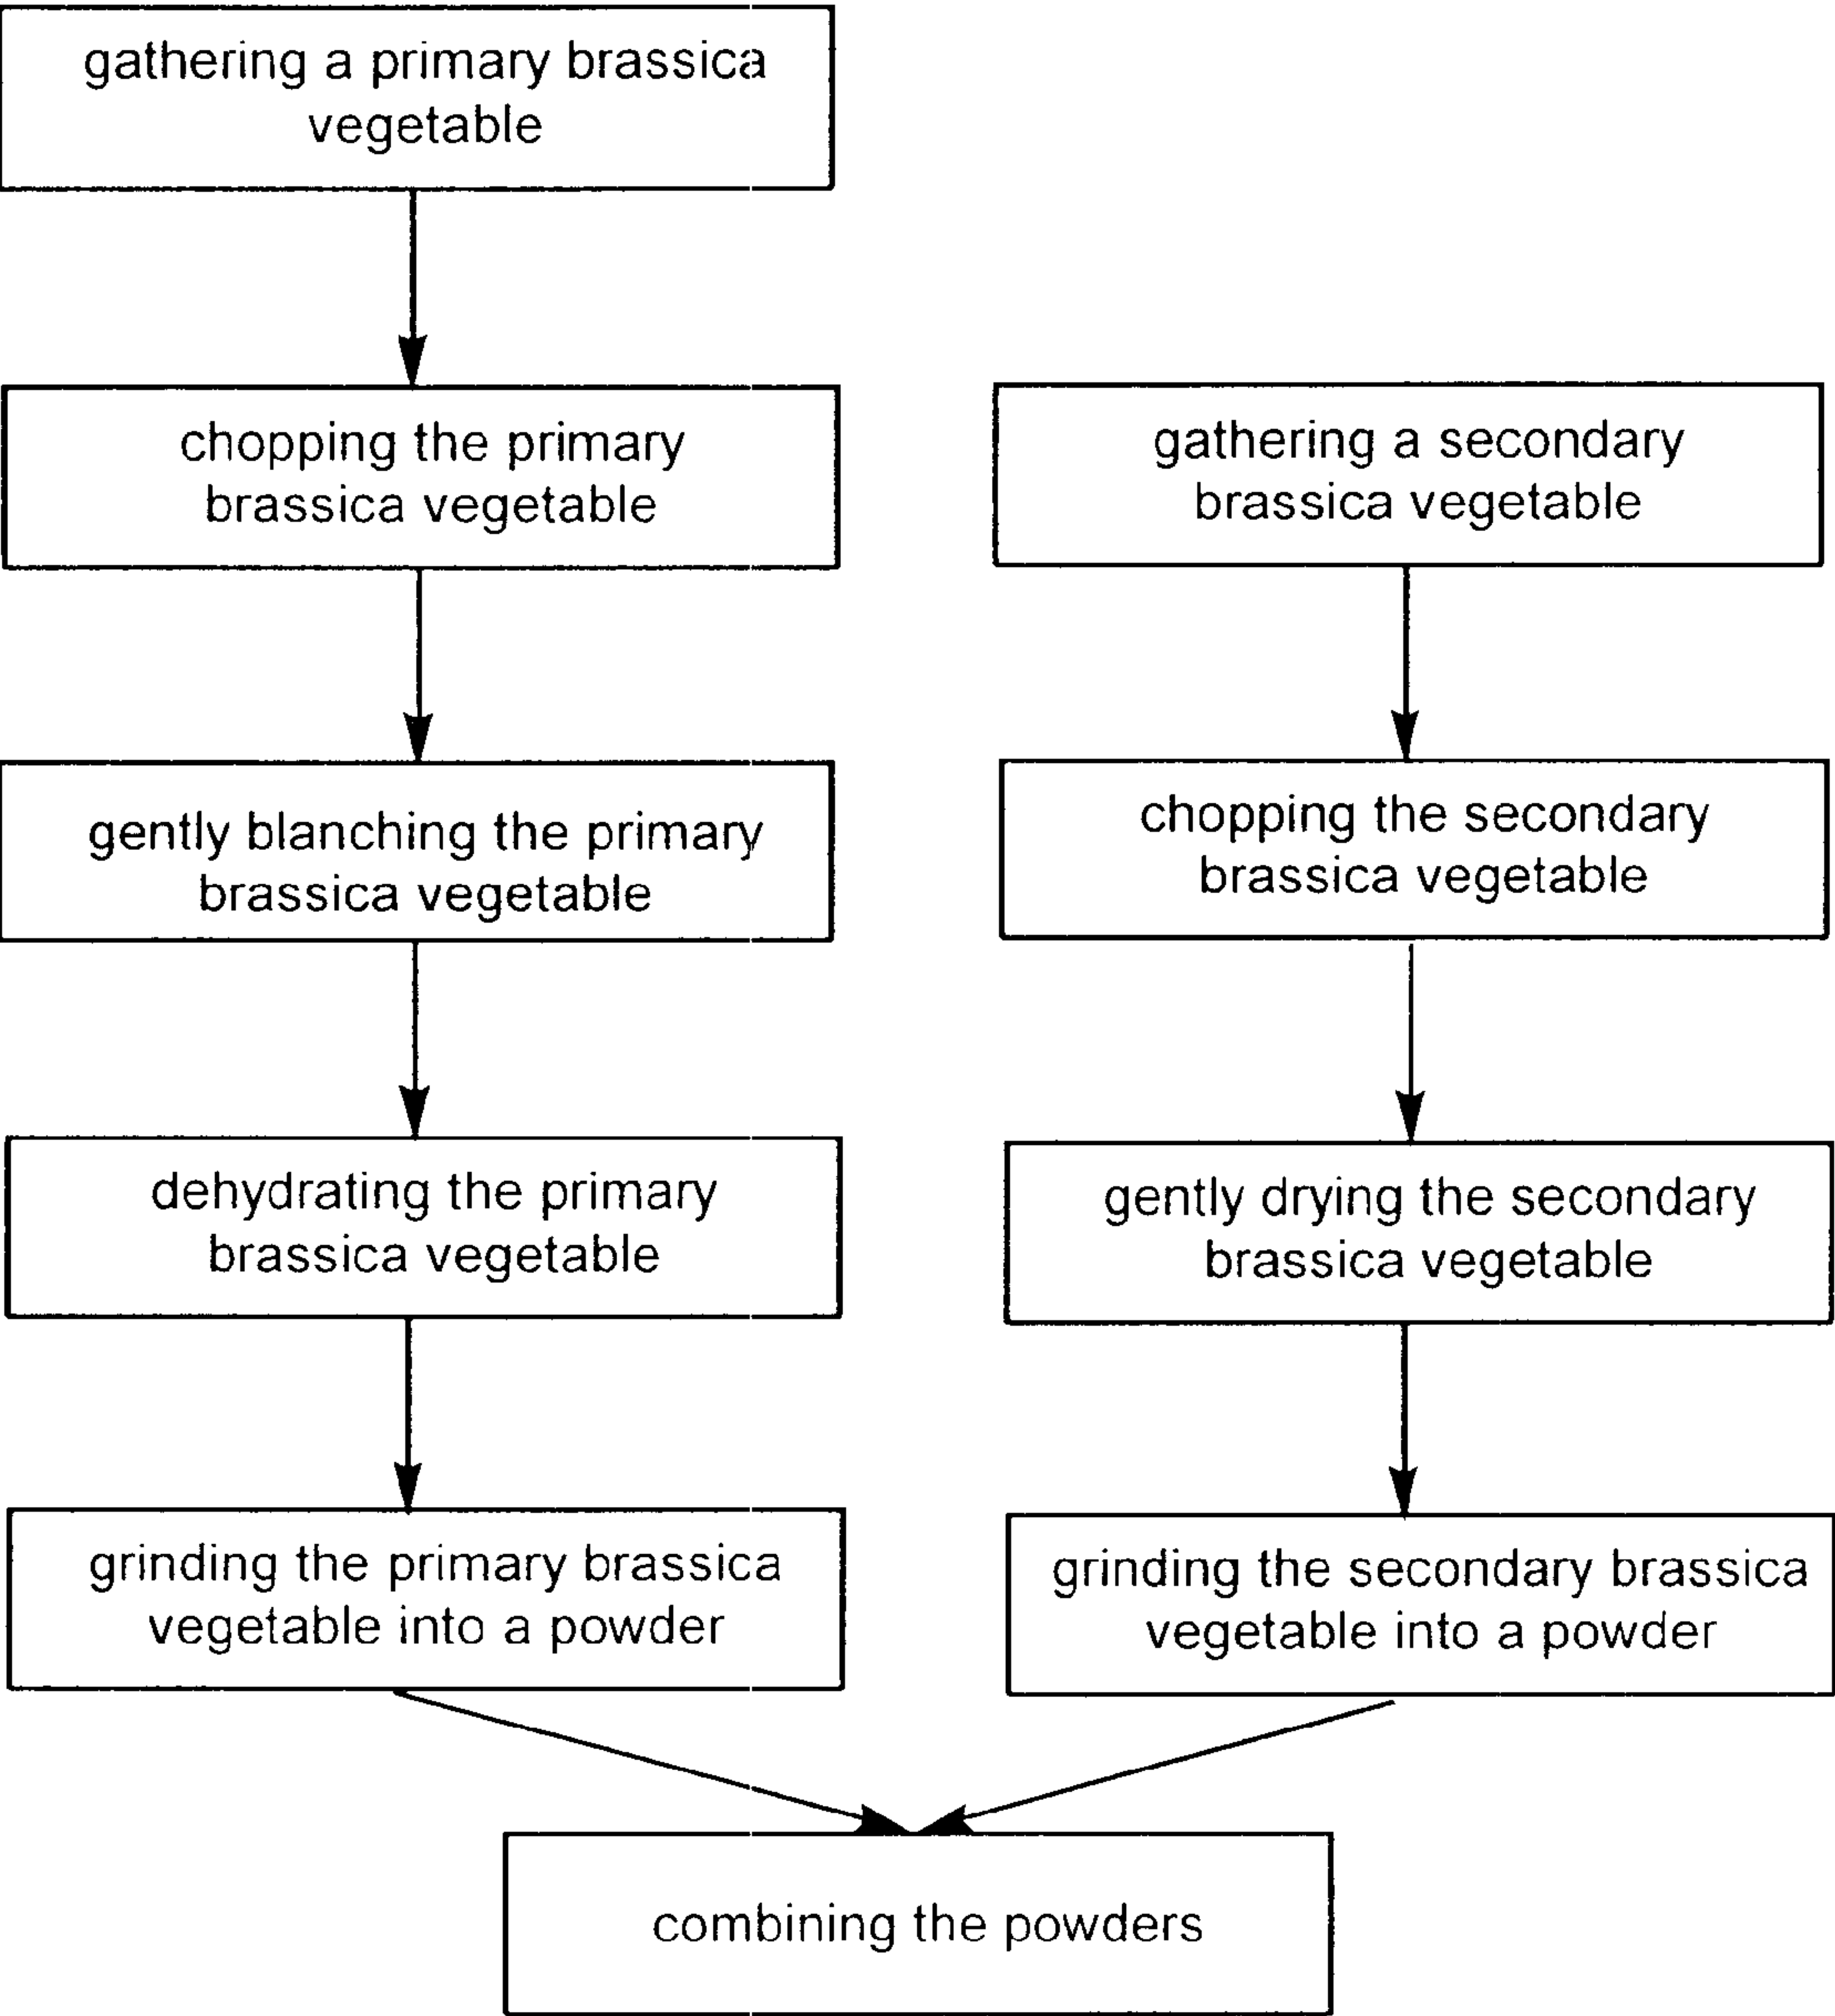 gathering a primary brassica
vegetable
chopping the primary
brassica vegetable
gently blanching the primary
brassica vegetable
dehydrating the primary
brassica vegetable
grinding the primary brassica
vegetable into a powder
gathering a secondary
brassica vegetable
chopping the secondary
brassica vegetable
gently drying the secondary
brassica vegetable
grinding the secondary brassica
vegetable into a powder
combining the powders